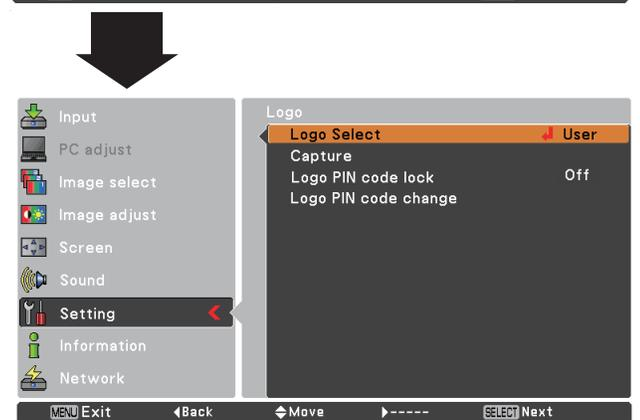 Input
PC adjust
Image select
Image adjust
Screen
Sound
Setting
Information
Network
Logo
Logo Select User
Capture
Logo PIN code lock Off
Logo PIN code change
MENU Exit ◀Back Move ▶----- SELECT Next